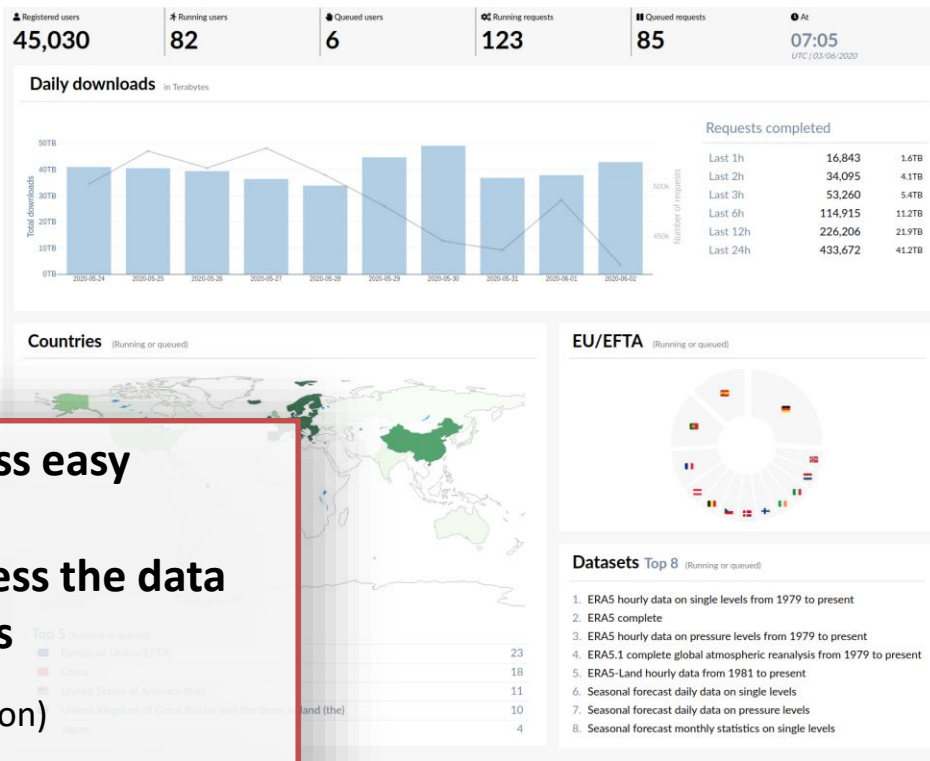 Registered users
Running users
Queued users
Running requests
Queued requests
At
45,030
82
6
123
85
07:05
UTC | 03/06/2020
Daily downloads in Terabytes
Requests completed
Last 1h 16,843 1.6TB
Last 2h 34,095 4.1TB
Last 3h 53,260 5.4TB
Last 6h 114,915 11.2TB
Last 12h 226,206 21.9TB
Last 24h 433,672 41.2TB
Total downloads
50TB
40TB
30TB
20TB
10TB
0TB
Number of requests
500k
450k
2020-05-24 2020-05-25 2020-05-26 2020-05-27 2020-05-28 2020-05-29 2020-05-30 2020-05-31 2020-06-01 2020-06-02
Countries (Running or queued)
ss easy
ess the data
s
on)
Top 5 (Running or queued)
European Union/EFTA 23
China 18
United States of America (the) 11
United Kingdom of Great Britain and Northern Ireland (the) 10
Japan 4
EU/EFTA (Running or queued)
Datasets Top 8 (Running or queued)
1. ERA5 hourly data on single levels from 1979 to present
2. ERA5 complete
3. ERA5 hourly data on pressure levels from 1979 to present
4. ERA5.1 complete global atmospheric reanalysis from 1979 to present
5. ERA5-Land hourly data from 1981 to present
6. Seasonal forecast daily data on single levels
7. Seasonal forecast daily data on pressure levels
8. Seasonal forecast monthly statistics on single levels